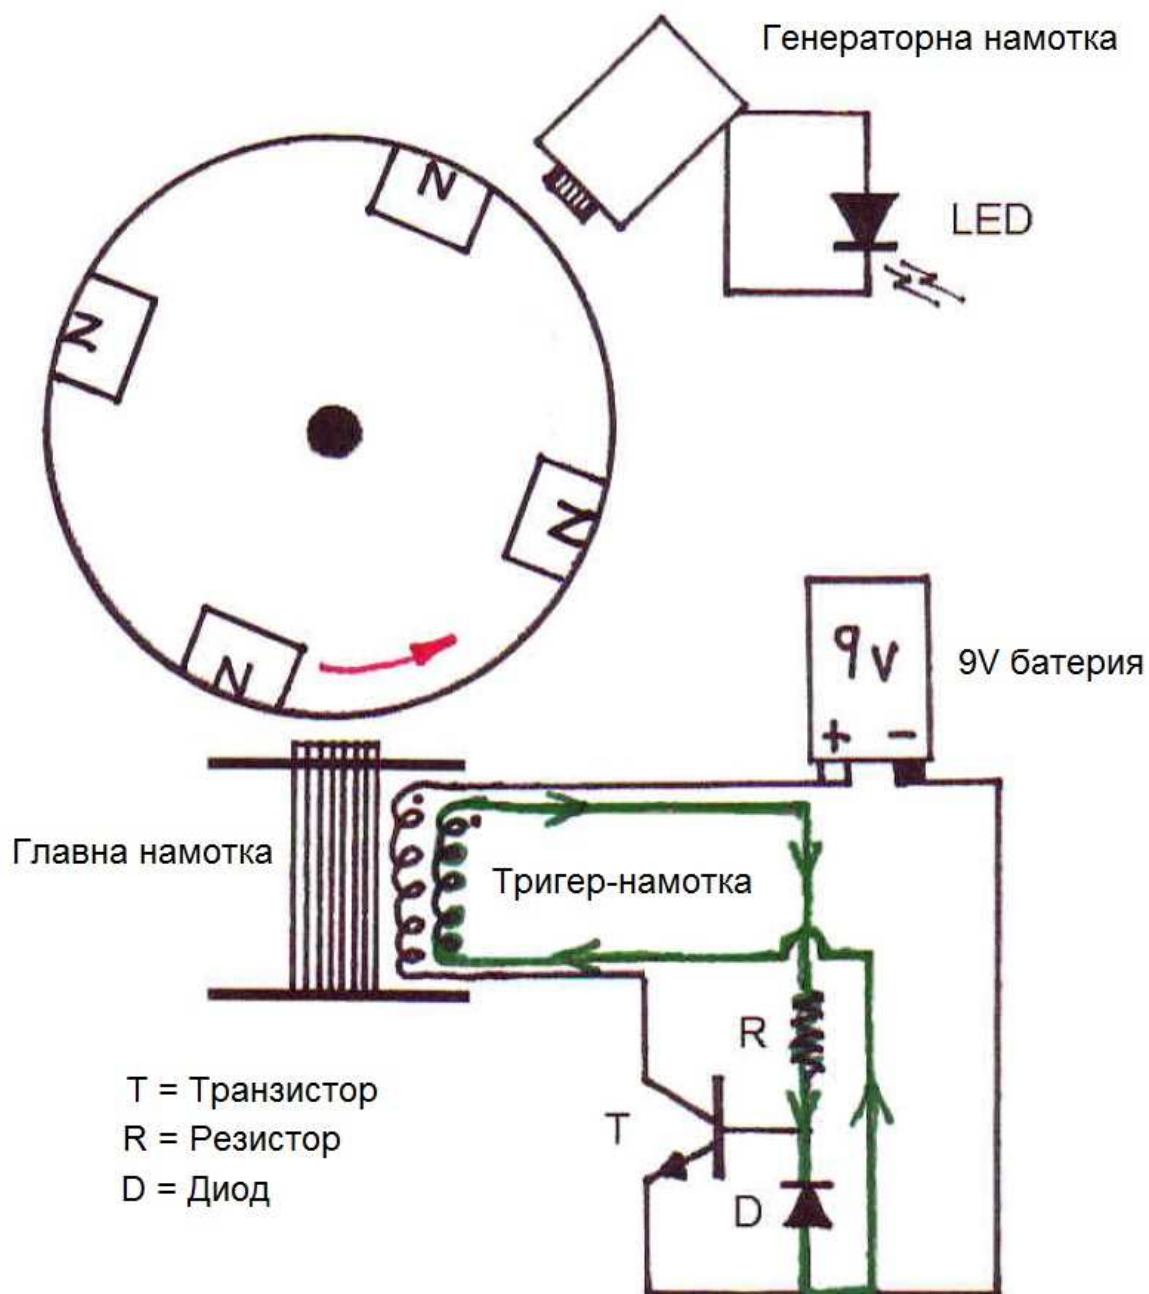 Генераторна намотка
LED
N
N
N
N
9V
+ −
9V батерия
Главна намотка
Тригер-намотка
R
T
D
T = Транзистор
R = Резистор
D = Диод